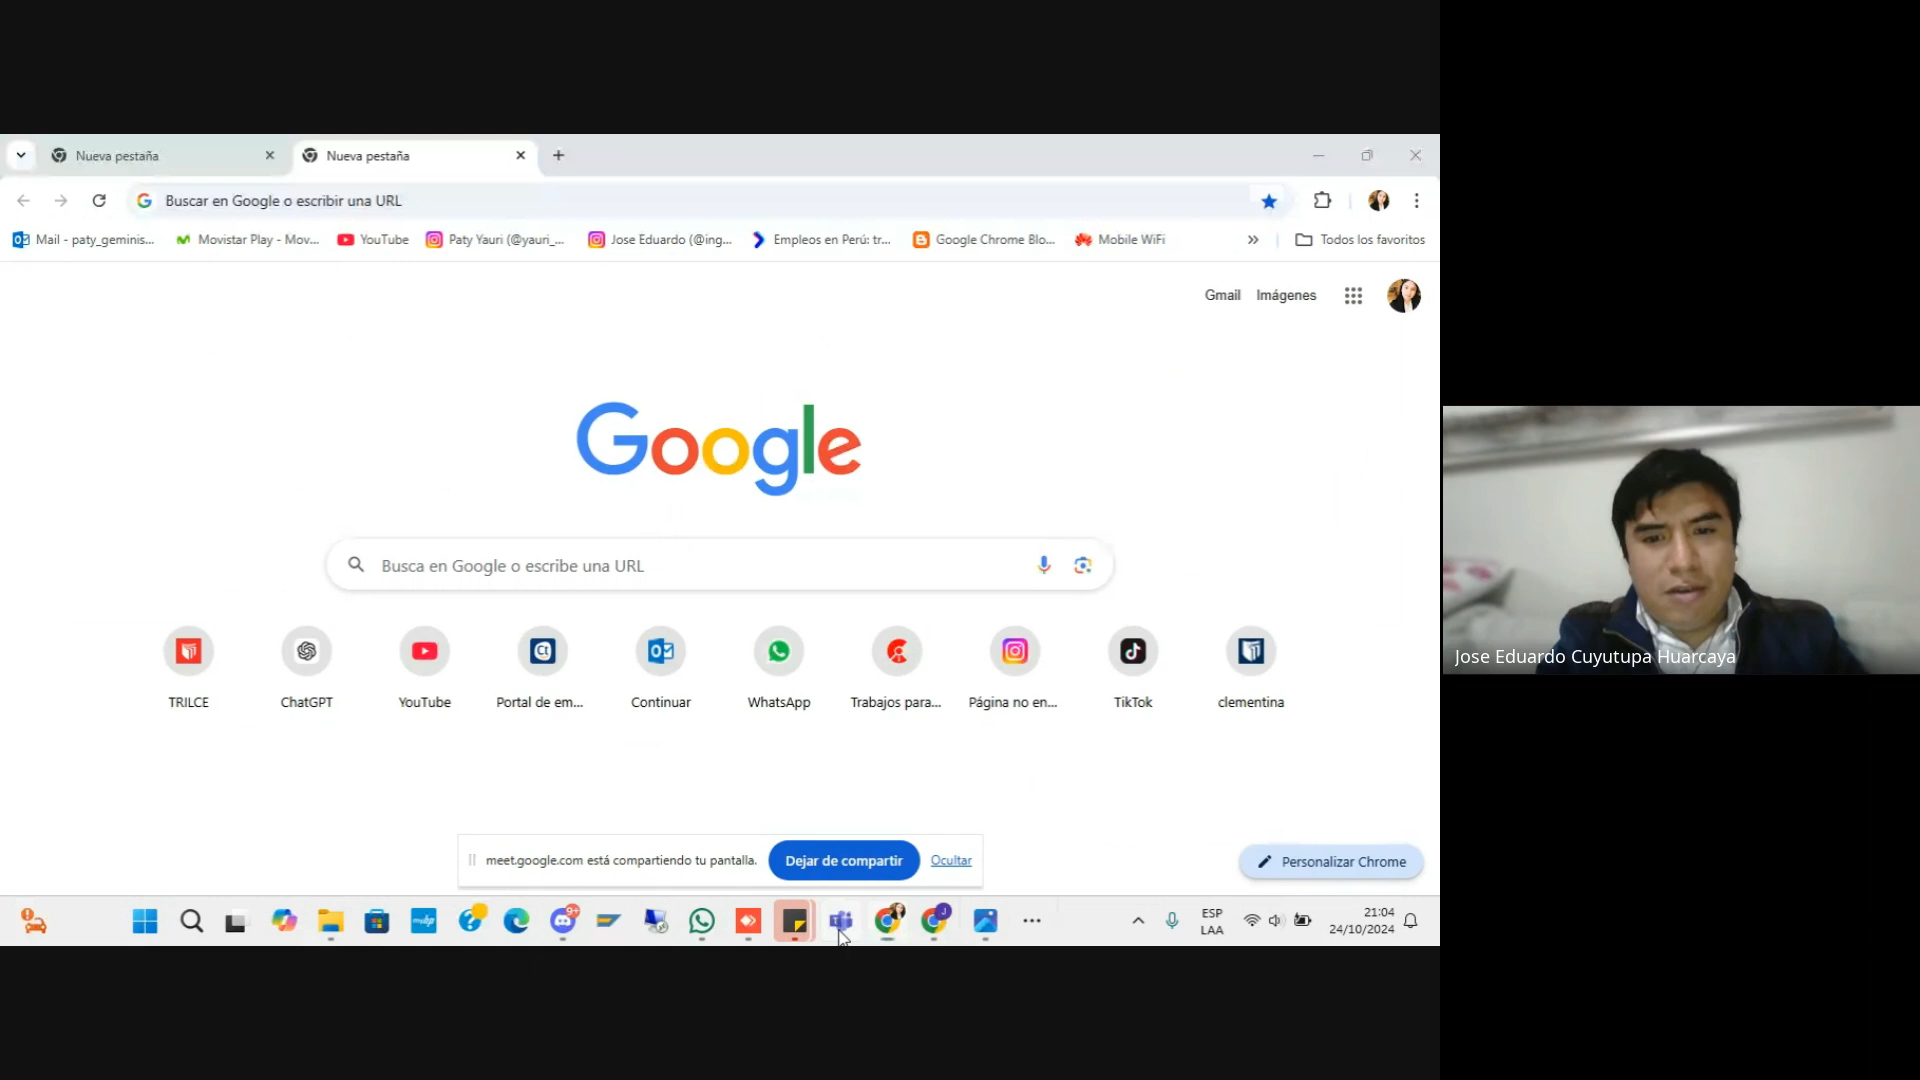 Nueva pestaña
Nueva pestaña
Buscar en Google o escribir una URL
Mail - paty_geminis...
Movistar Play - Mov...
YouTube
Paty Yauri (@yauri_...
Jose Eduardo (@ing...
Empleos en Perú: tr...
Google Chrome Blo...
Mobile WiFi
Todos los favoritos
Gmail
Imágenes
Google
Busca en Google o escribe una URL
TRILCE
ChatGPT
YouTube
Portal de em...
Continuar
WhatsApp
Trabajos para...
Página no en...
TikTok
clementina
Jose Eduardo Cuyutupa Huarcaya
meet.google.com está compartiendo tu pantalla.
Dejar de compartir
Ocultar
Personalizar Chrome
ESP
LAA
21:04
24/10/2024